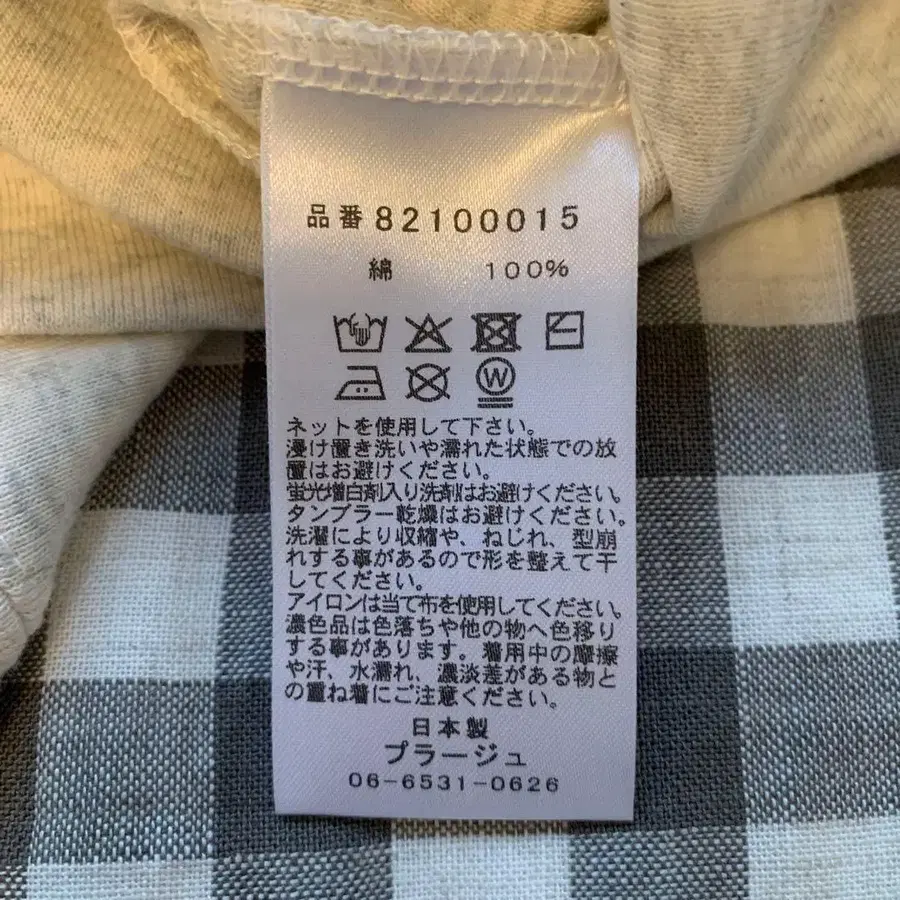 品番82100015
綿 100%
W
ネットを使用して下さい。
浸け置き洗いや濡れた状態での放
置はお避けください。
蛍光増白剤入り洗剤はお避けください。
タンブラー乾燥はお避けください。
洗濯により収縮や、ねじれ、型崩
れする事があるので形を整えて干
してください。
アイロンは当て布を使用してください。
濃色品は色落ちや他の物へ色移り
する事があります。着用中の摩擦
や汗、水濡れ、濃淡差がある物と
の重ね着にご注意ください。
日本製
プラージュ
06-6531-0626